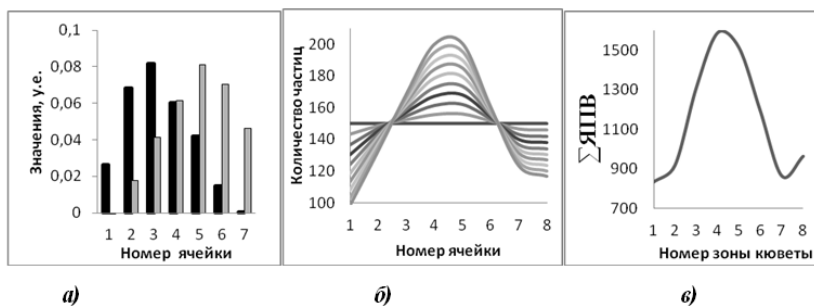 0,1
0,08
0,06
0,04
0,02
0
Значения, у.е.
1 2 3 4 5 6 7
Номер ячейки
200
180
160
140
120
100
Количество частиц
1 2 3 4 5 6 7 8
Номер ячейки
1500
1300
1100
900
700
∑ЯПВ
1 2 3 4 5 6 7 8
Номер зоны кюветы
а) б) в)